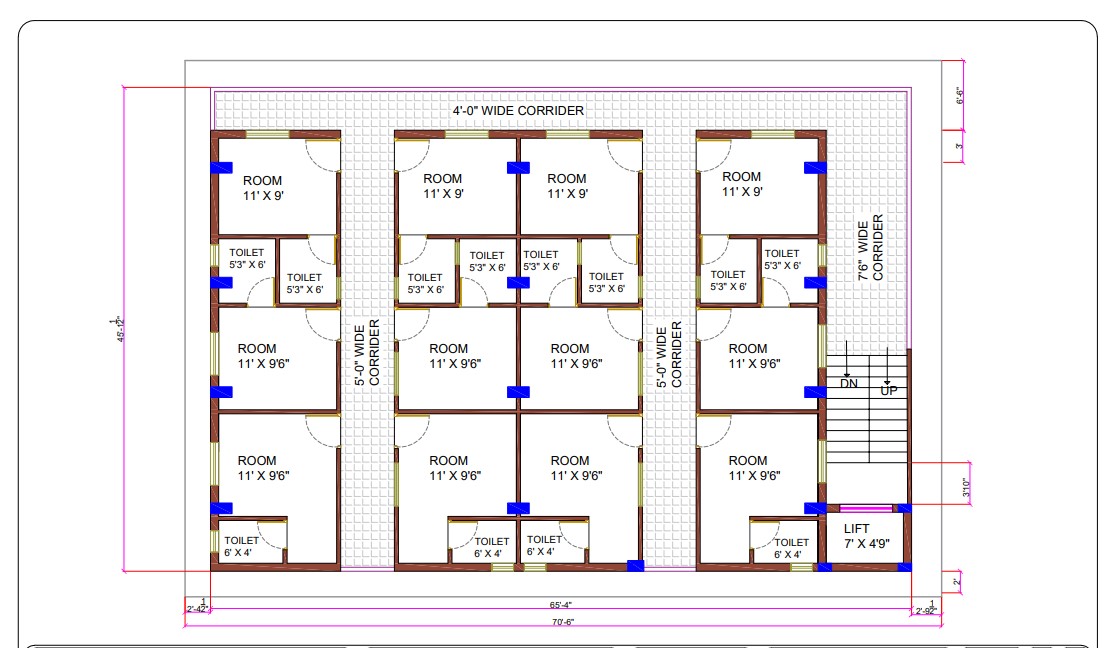 4'-0" WIDE CORRIDER
6'-6"
3'
ROOM
11' X 9'
ROOM
11' X 9'
ROOM
11' X 9'
ROOM
11' X 9'
7'6" WIDE
CORRIDER
TOILET
5'3" X 6'
TOILET
5'3" X 6'
TOILET
5'3" X 6'
TOILET
5'3" X 6'
TOILET
5'3" X 6'
TOILET
5'3" X 6'
TOILET
5'3" X 6'
TOILET
5'3" X 6'
45'-1 1/2"
5'-0" WIDE
CORRIDER
5'-0" WIDE
CORRIDER
ROOM
11' X 9'6"
ROOM
11' X 9'6"
ROOM
11' X 9'6"
ROOM
11' X 9'6"
DN
UP
ROOM
11' X 9'6"
ROOM
11' X 9'6"
ROOM
11' X 9'6"
ROOM
11' X 9'6"
3'10"
TOILET
6' X 4'
TOILET
6' X 4'
TOILET
6' X 4'
TOILET
6' X 4'
LIFT
7' X 4'9"
2'
2'-4 1/2"
65'-4"
2'-9 1/2"
70'-6"